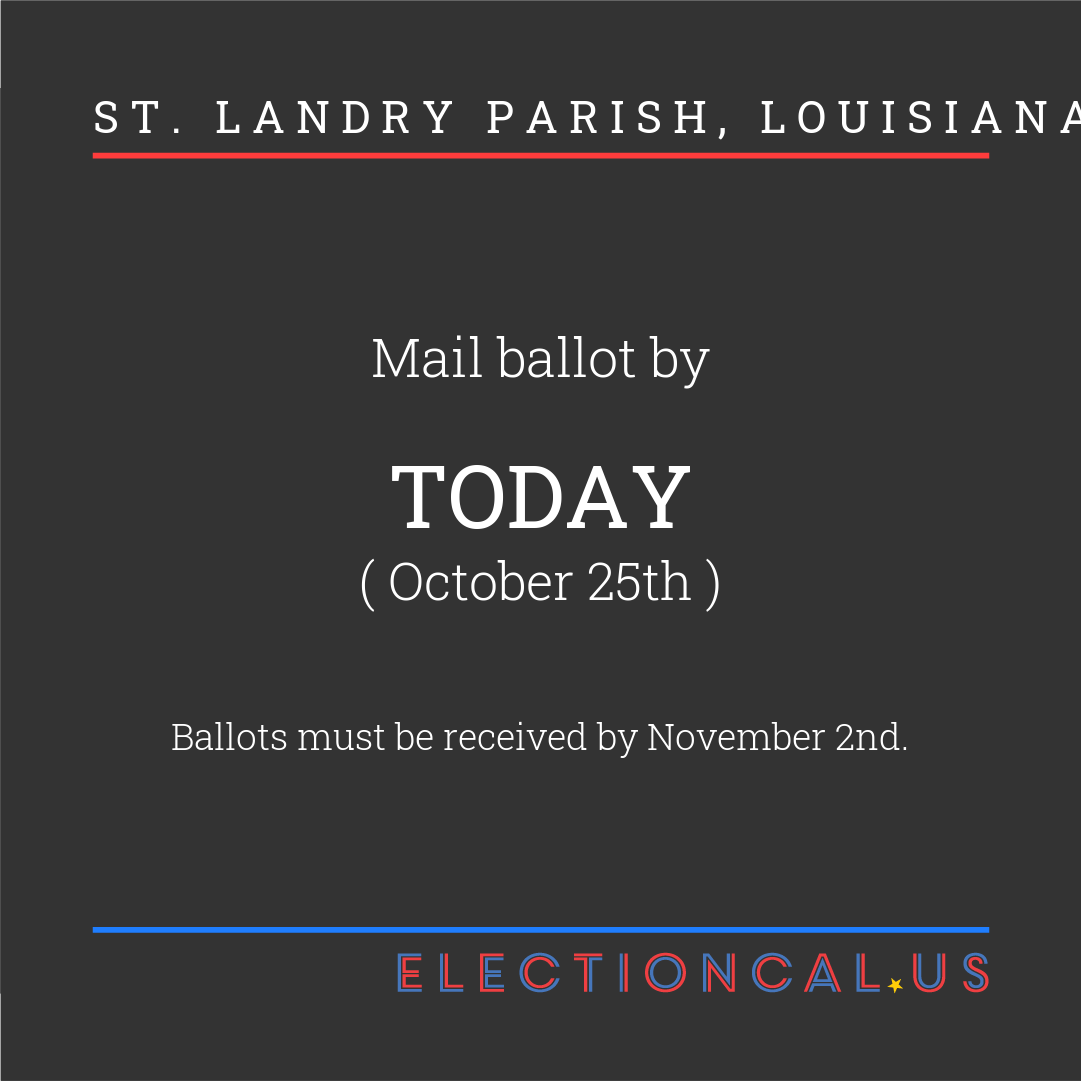 ST. LANDRY PARISH, LOUISIANA
Mail ballot by
TODAY
( October 25th )
Ballots must be received by November 2nd.
ELECTIONCAL.US